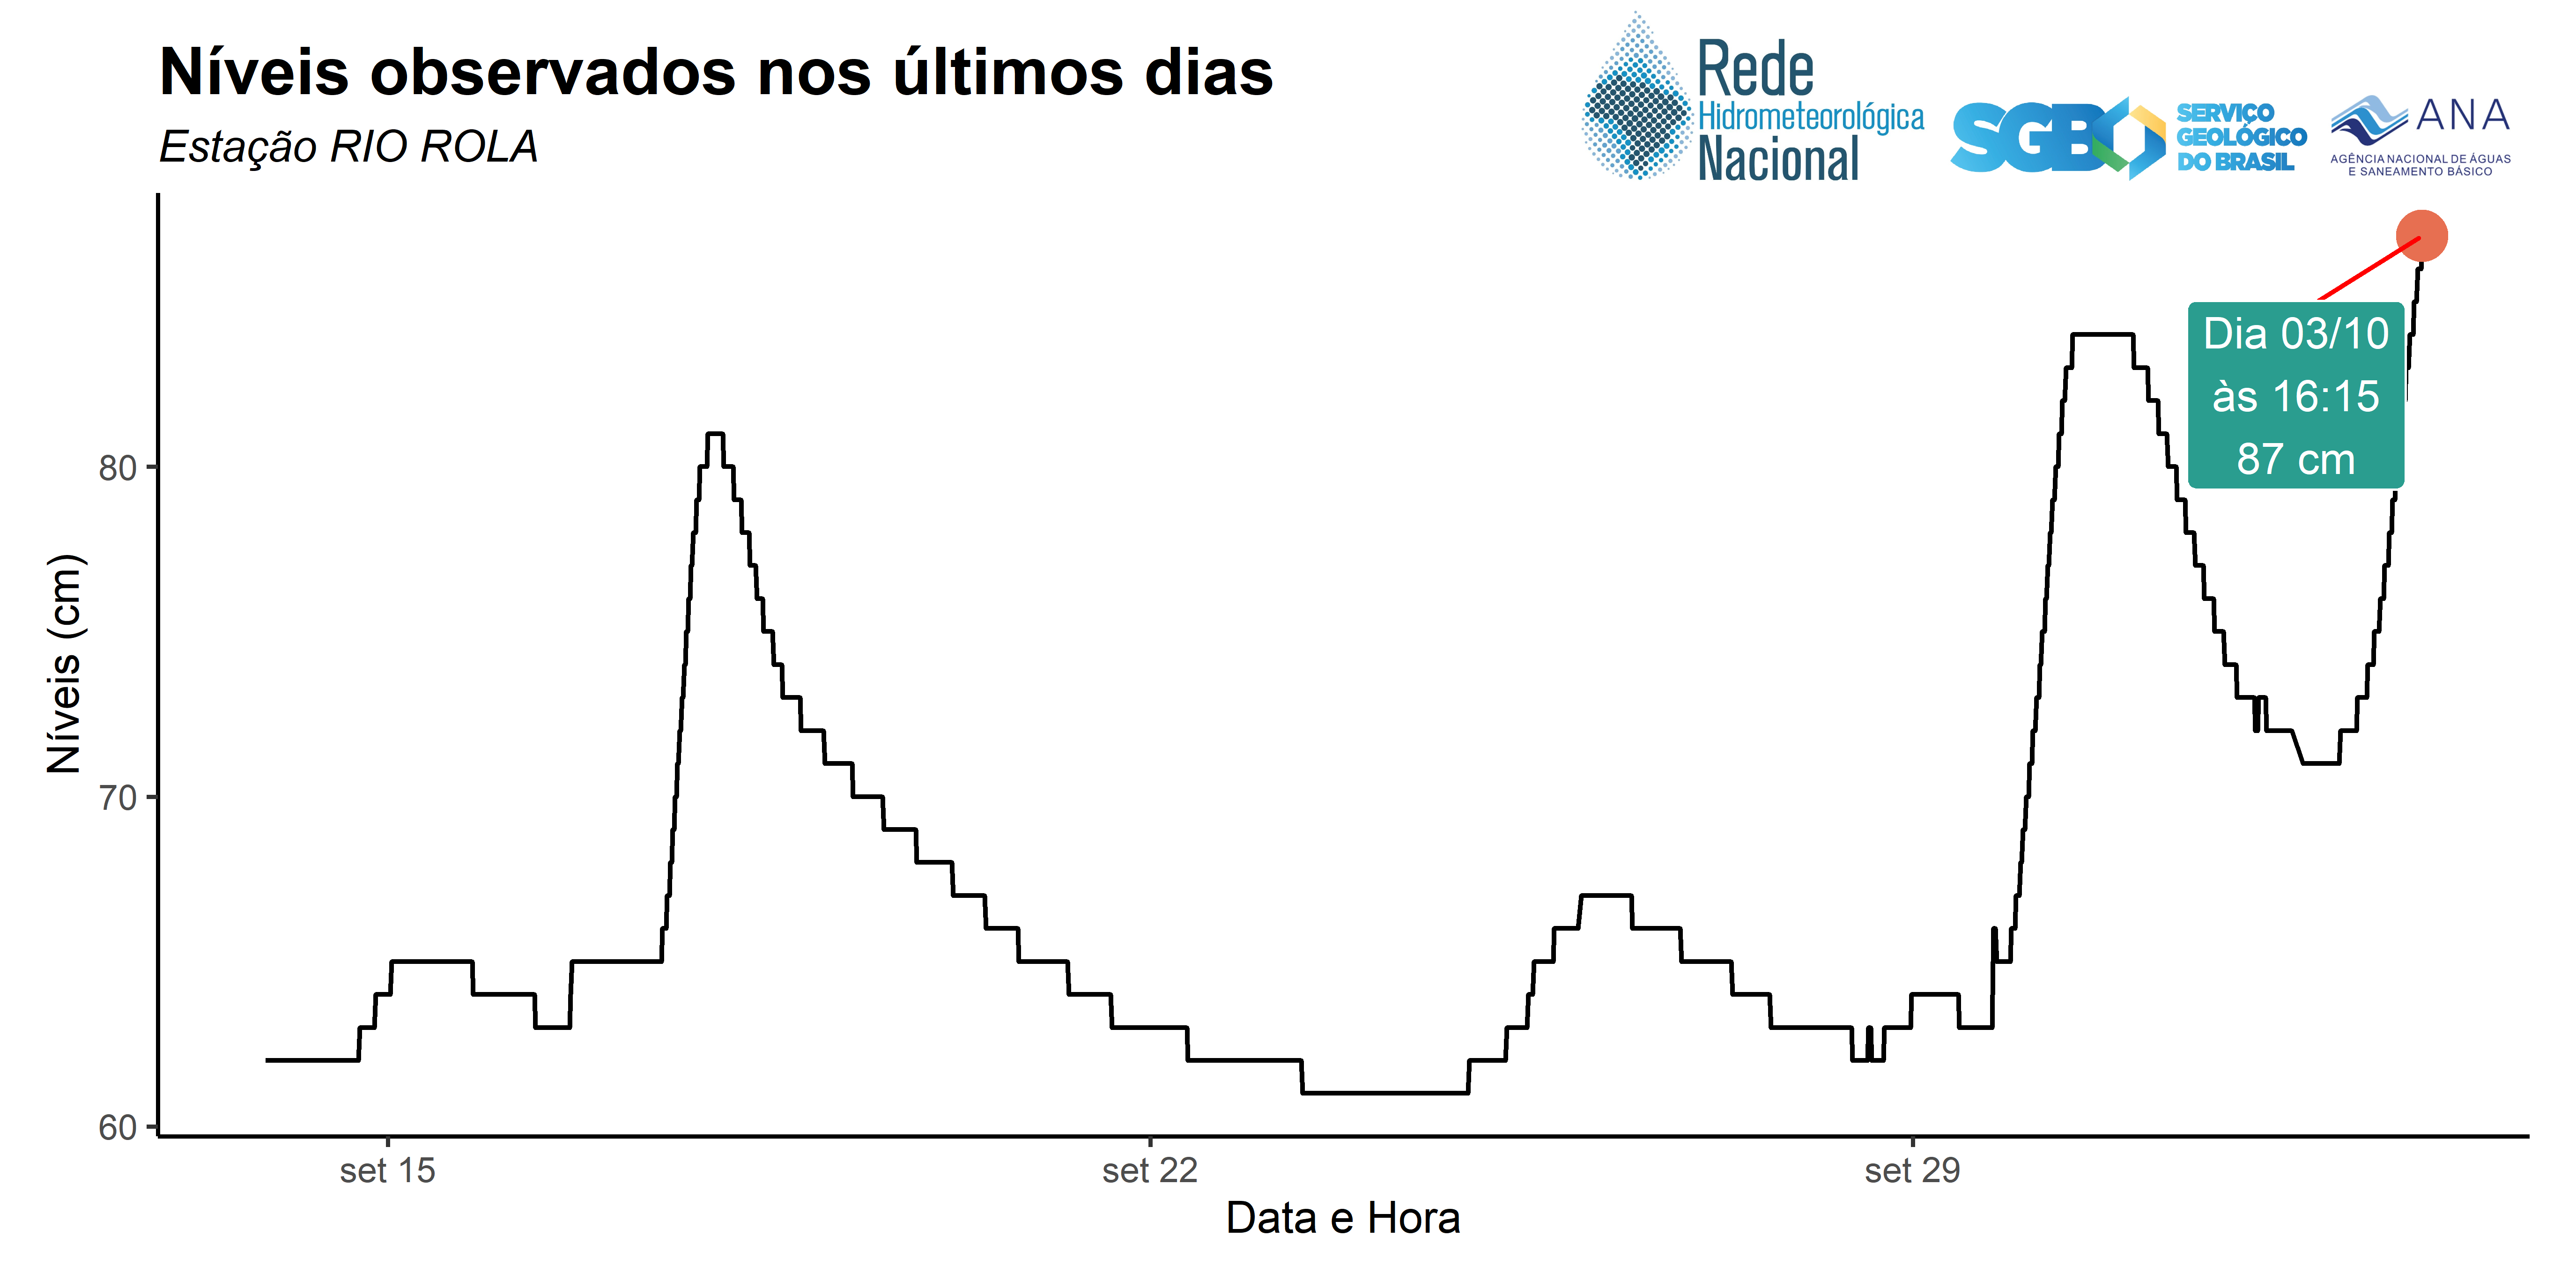 Níveis observados nos últimos dias
Estação RIO ROLA
Rede
Hidrometeorológica
Nacional
SGB
SERVIÇO
GEOLÓGICO
DO BRASIL
ANA
AGÊNCIA NACIONAL DE ÁGUAS
E SANEAMENTO BÁSICO
Dia 03/10
às 16:15
87 cm
Níveis (cm)
80
70
60
set 15
set 22
set 29
Data e Hora